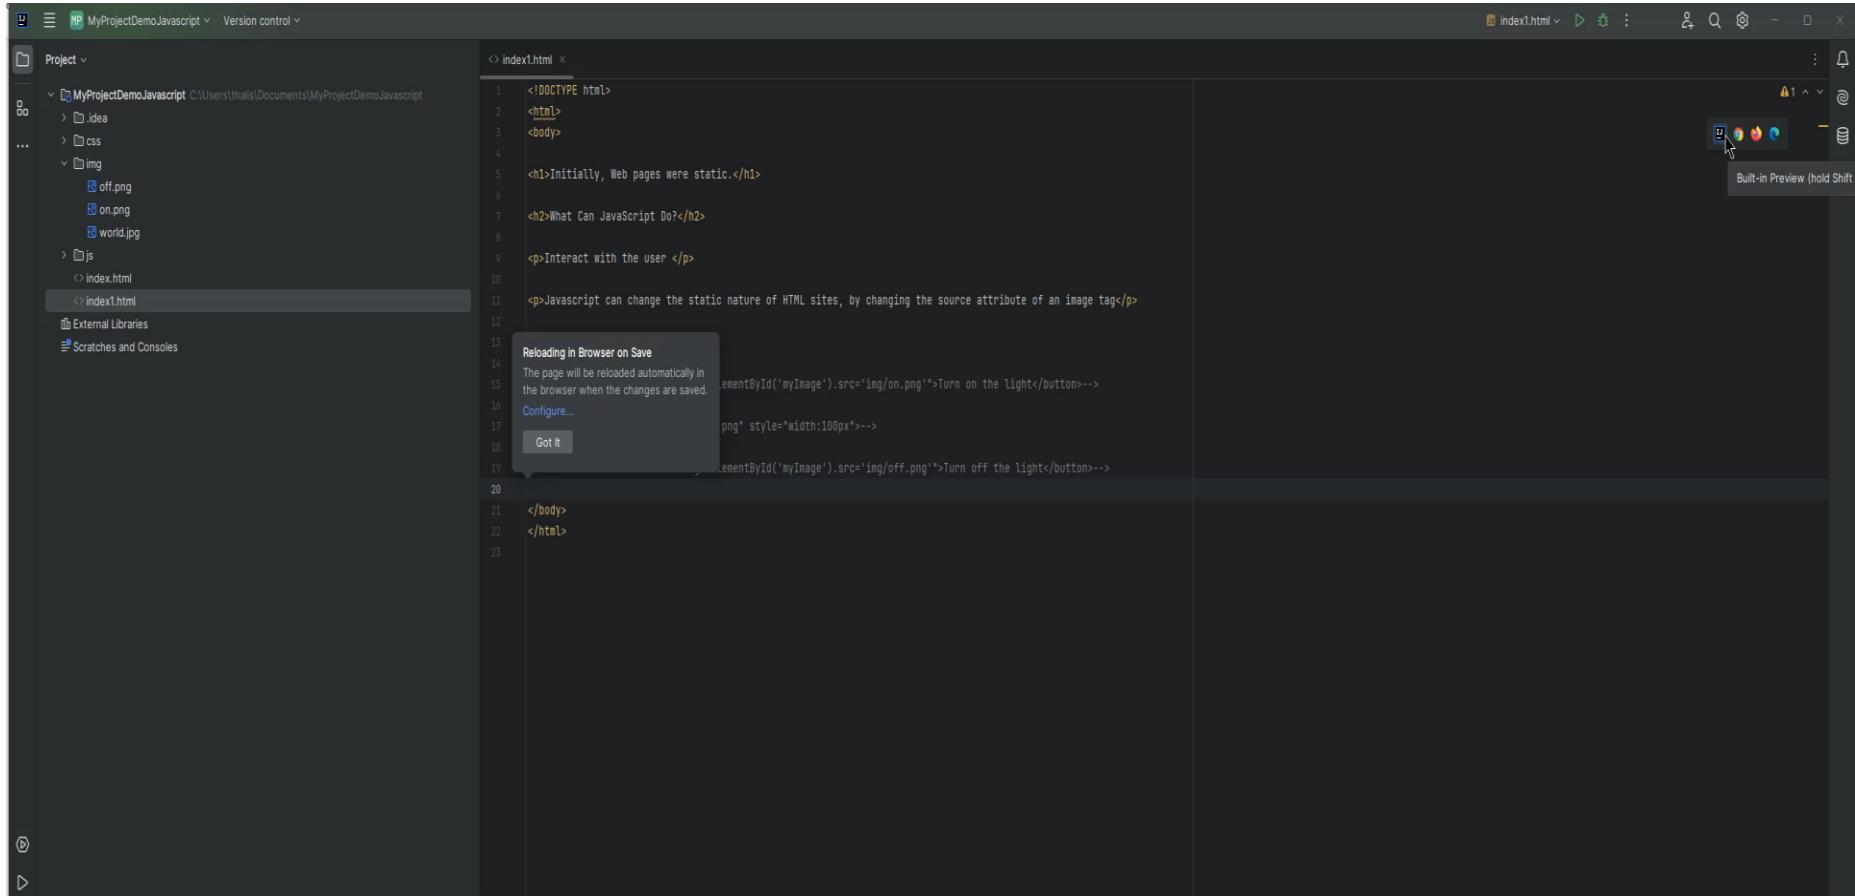 MP MyProjectDemoJavascript Version control
index1.html
Project
index1.html
MyProjectDemoJavascript C:\Users\thalis\Documents\MyProjectDemoJavascript
.idea
css
img
off.png
on.png
world.jpg
js
index.html
index1.html
External Libraries
Scratches and Consoles
1 <!DOCTYPE html>
2 <html>
3 <body>
4
5 <h1>Initially, Web pages were static.</h1>
6
7 <h2>What Can JavaScript Do?</h2>
8
9 <p>Interact with the user </p>
10
11 <p>Javascript can change the static nature of HTML sites, by changing the source attribute of an image tag</p>
12
13
14
15 ementById('myImage').src='img/on.png'">Turn on the light</button>-->
16
17 png" style="width:100px">-->
18
19 ementById('myImage').src='img/off.png'">Turn off the light</button>-->
20
21 </body>
22 </html>
23
Reloading in Browser on Save
The page will be reloaded automatically in
the browser when the changes are saved.
Configure...
Got It
1
Built-in Preview (hold Shift